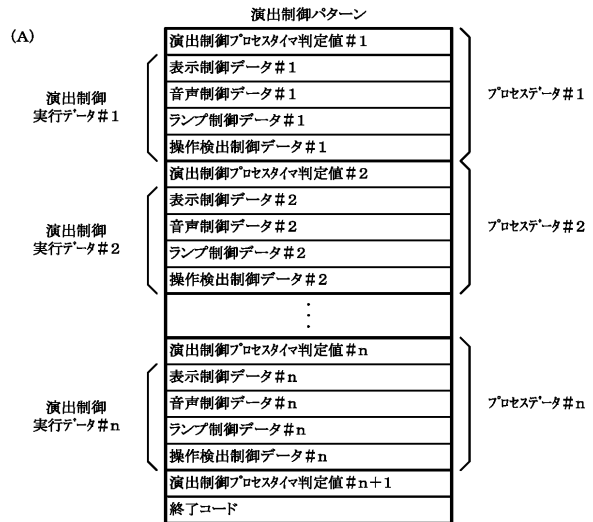 演出制御パターン
(A)
演出制御プロセスタイマ判定値#1
表示制御データ#1
音声制御データ#1
ランプ制御データ#1
操作検出制御データ#1
演出制御
実行データ#1
プロセスデータ#1
演出制御プロセスタイマ判定値#2
表示制御データ#2
音声制御データ#2
ランプ制御データ#2
操作検出制御データ#2
演出制御
実行データ#2
プロセスデータ#2
⋮
演出制御プロセスタイマ判定値#n
表示制御データ#n
音声制御データ#n
ランプ制御データ#n
操作検出制御データ#n
演出制御
実行データ#n
プロセスデータ#n
演出制御プロセスタイマ判定値#n+1
終了コード